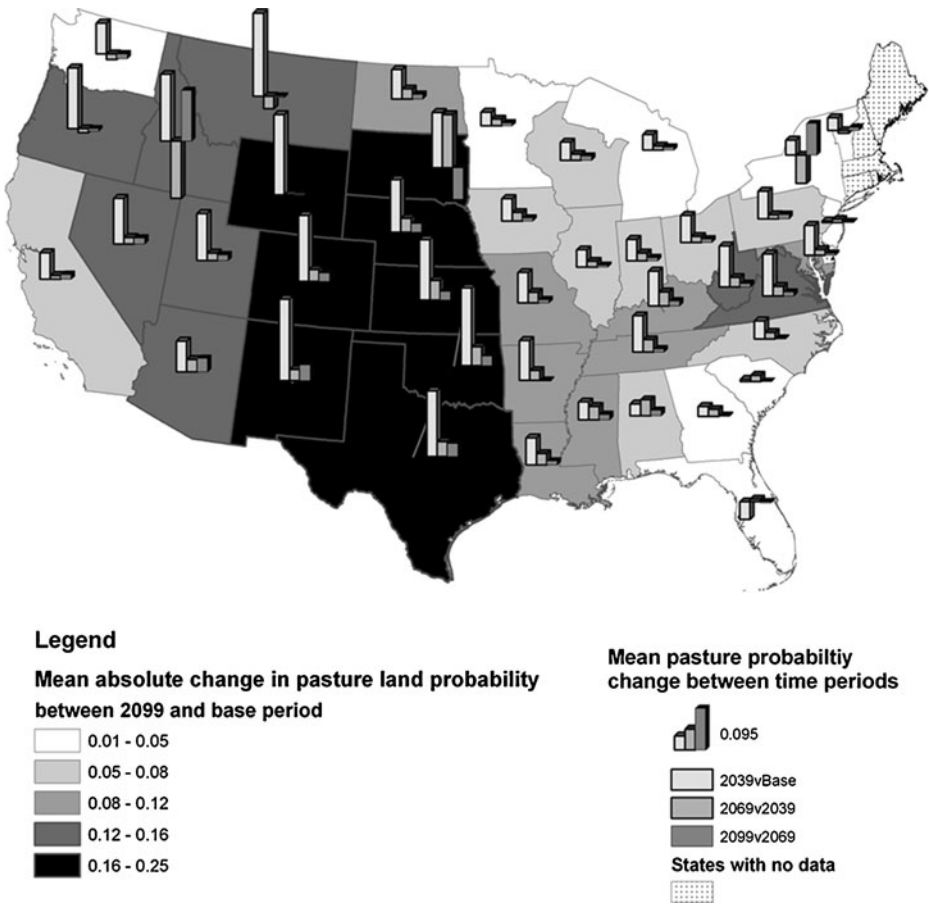 Legend
Mean absolute change in pasture land probability
between 2099 and base period
0.01 - 0.05
0.05 - 0.08
0.08 - 0.12
0.12 - 0.16
0.16 - 0.25
Mean pasture probabiltiy
change between time periods
0.095
2039vBase
2069v2039
2099v2069
States with no data